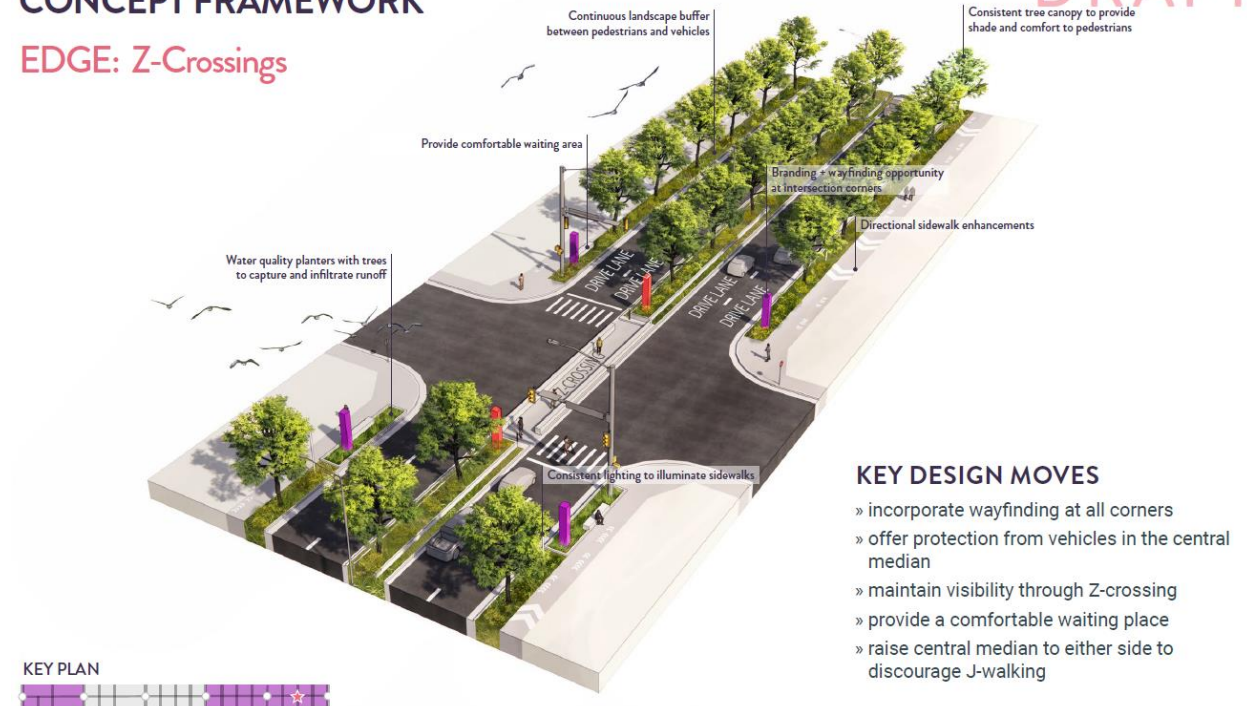 CONCEPT FRAMEWORK
DRAFT
EDGE: Z-Crossings
Continuous landscape buffer
between pedestrians and vehicles
Consistent tree canopy to provide
shade and comfort to pedestrians
Provide comfortable waiting area
Branding + wayfinding opportunity
at intersection corners
Directional sidewalk enhancements
Water quality planters with trees
to capture and infiltrate runoff
DRIVE LANE
DRIVE LANE
DRIVE LANE
DRIVE LANE
Z-CROSSING
Consistent lighting to illuminate sidewalks
KEY DESIGN MOVES
» incorporate wayfinding at all corners
» offer protection from vehicles in the central
median
» maintain visibility through Z-crossing
» provide a comfortable waiting place
» raise central median to either side to
discourage J-walking
KEY PLAN